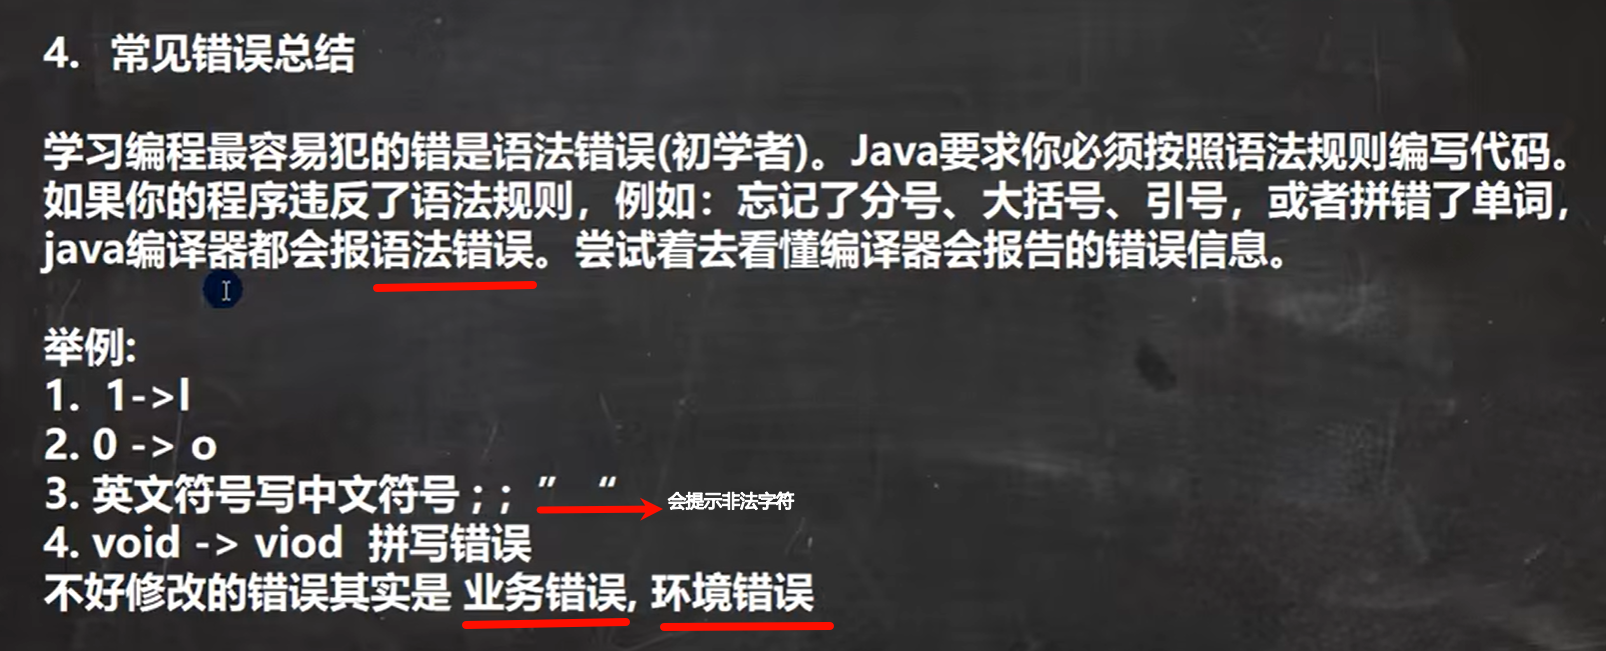 4. 常见错误总结
学习编程最容易犯的错是语法错误(初学者)。Java要求你必须按照语法规则编写代码。
如果你的程序违反了语法规则，例如：忘记了分号、大括号、引号，或者拼错了单词，
java编译器都会报语法错误。尝试着去看懂编译器会报告的错误信息。
举例:
1. 1->l
2. 0 -> o
3. 英文符号写中文符号 ; ; ” “ 会提示非法字符
4. void -> viod 拼写错误
不好修改的错误其实是 业务错误, 环境错误